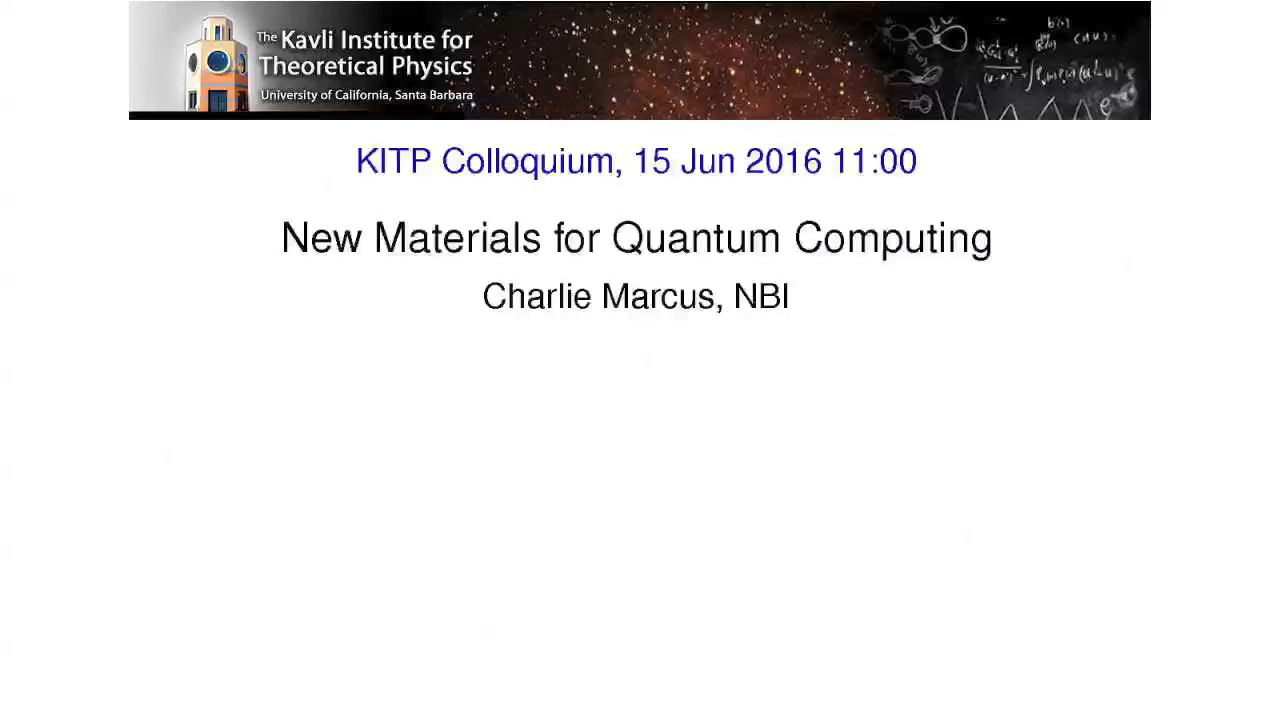 The Kavli Institute for
Theoretical Physics
University of California, Santa Barbara
KITP Colloquium, 15 Jun 2016 11:00
New Materials for Quantum Computing
Charlie Marcus, NBI